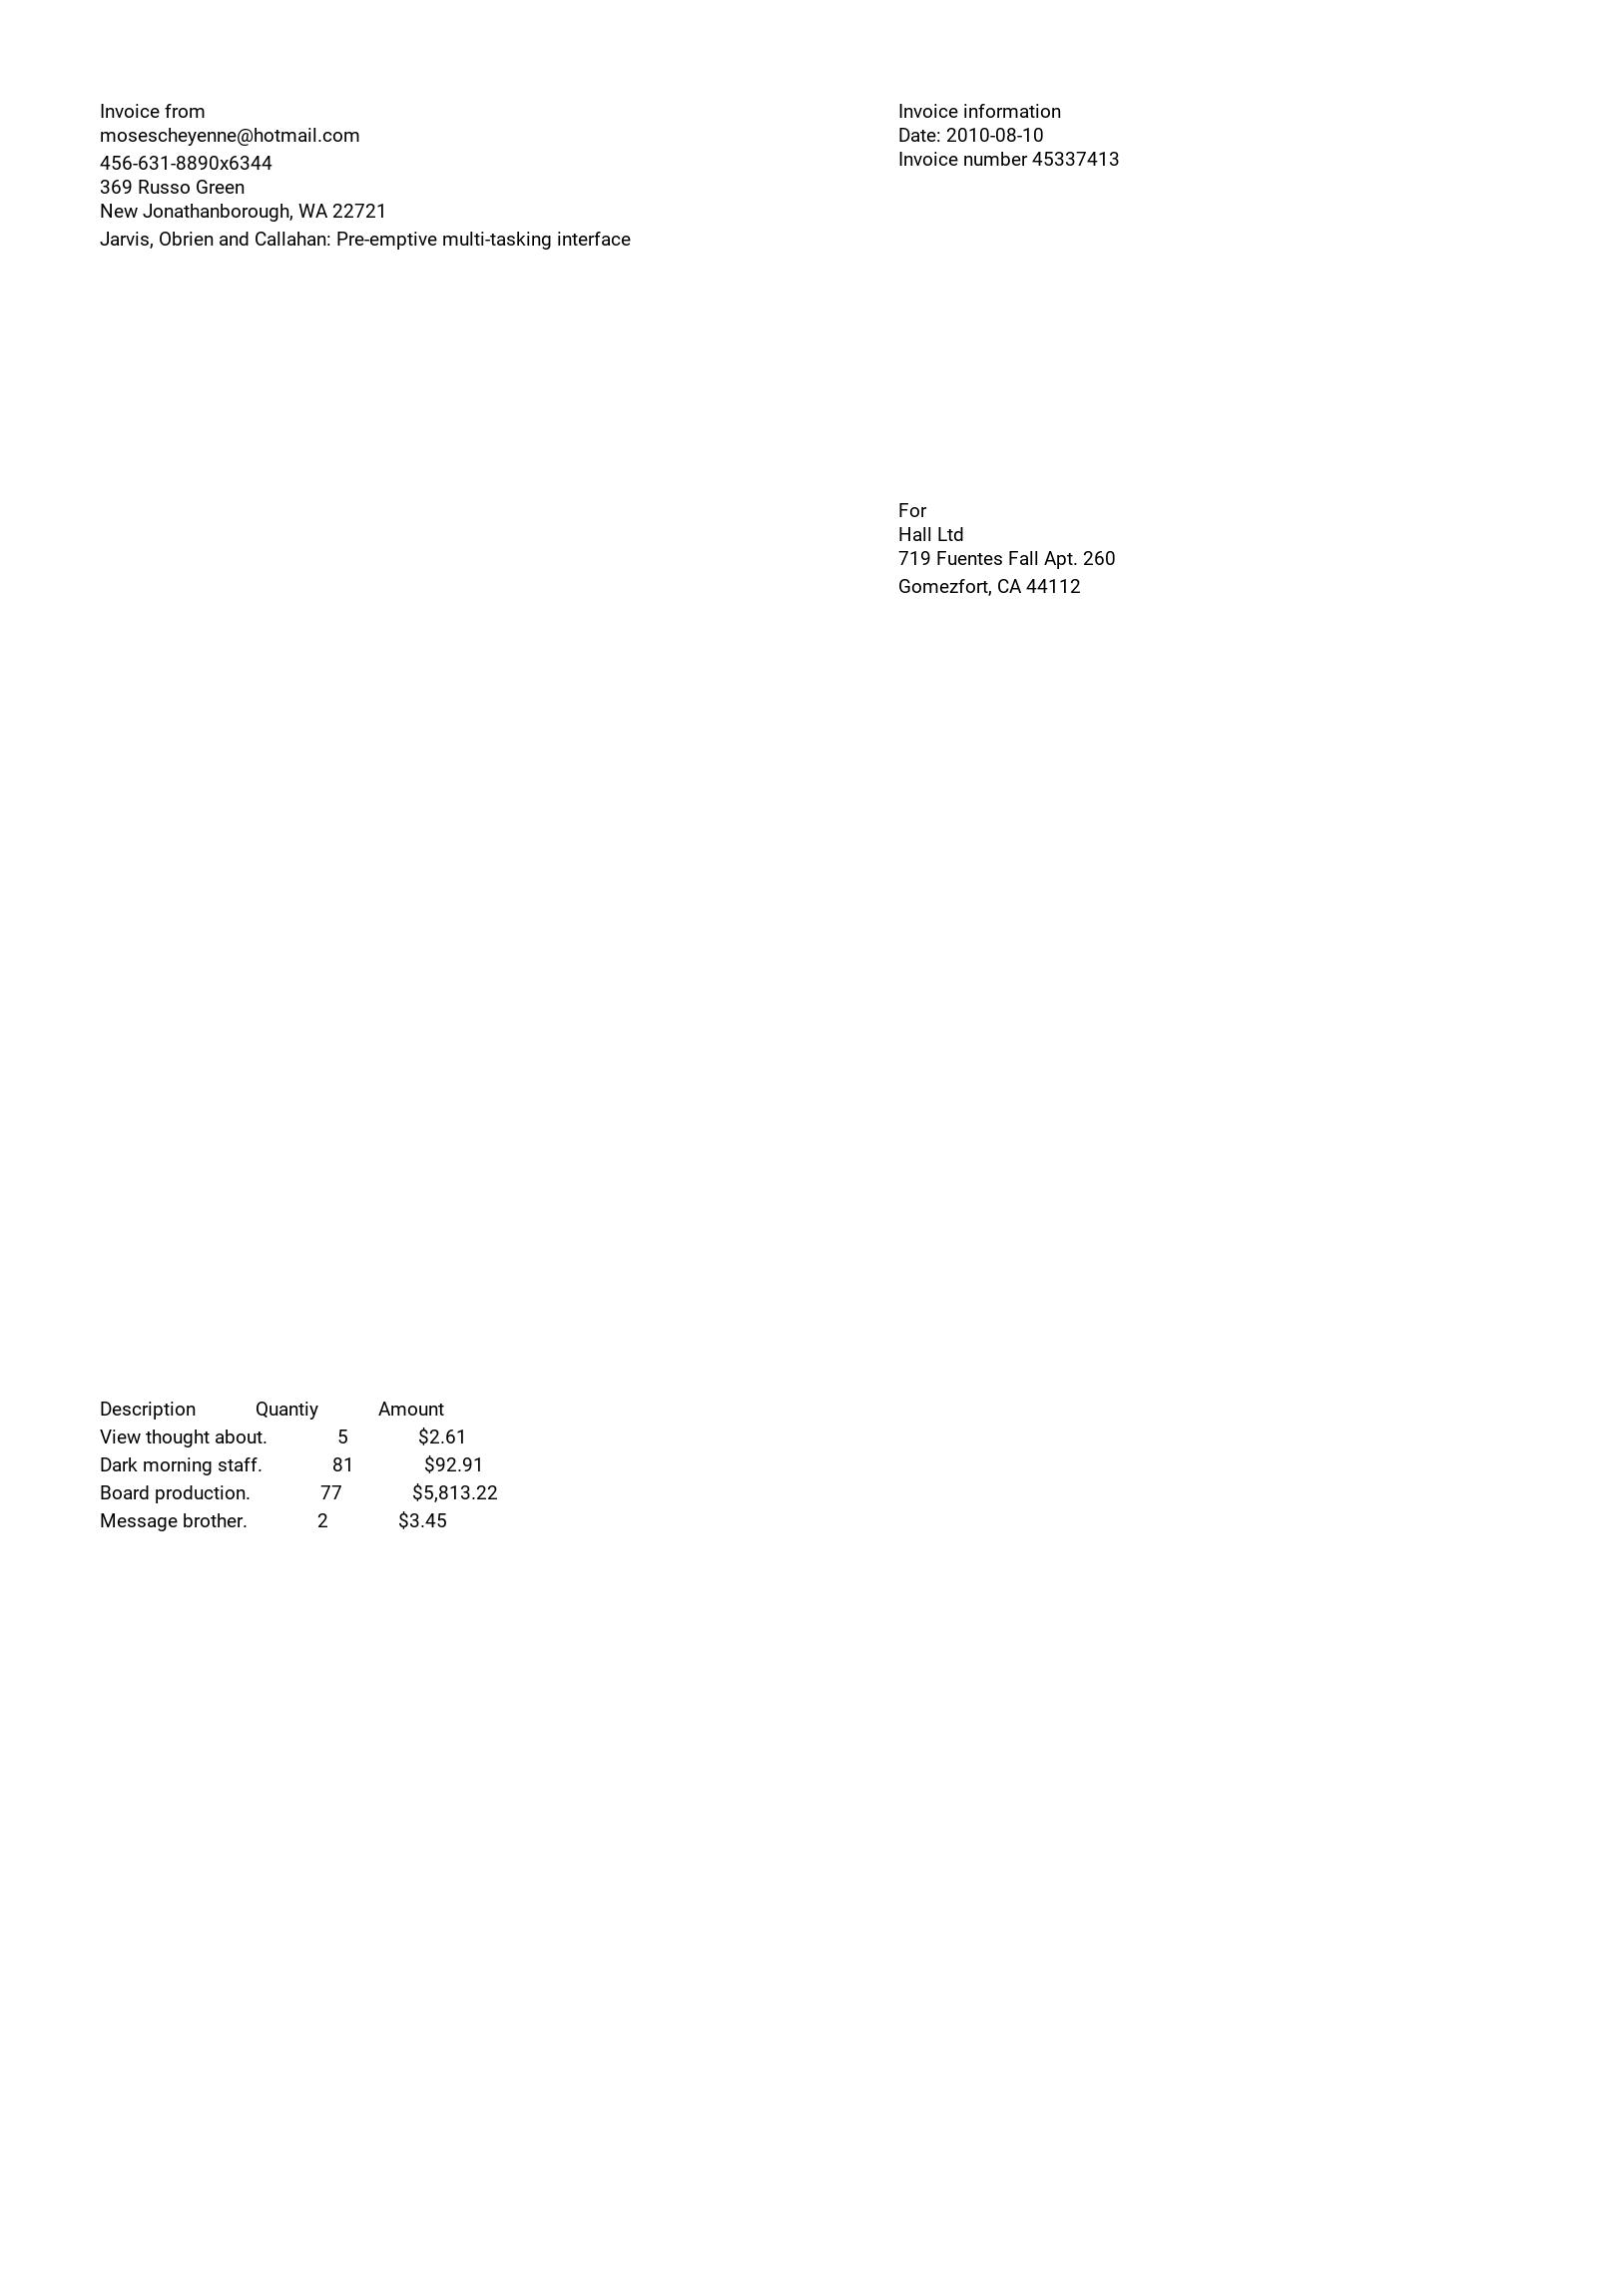 Invoice from
mosescheyenne@hotmail.com
456-631-8890x6344
369 Russo Green
New Jonathanborough, WA 22721
Jarvis, Obrien and Callahan: Pre-emptive multi-tasking interface
Invoice information
Date: 2010-08-10
Invoice number 45337413
For
Hall Ltd
719 Fuentes Fall Apt. 260
Gomezfort, CA 44112
Description Quantiy Amount
View thought about. 5 $2.61
Dark morning staff. 81 $92.91
Board production. 77 $5,813.22
Message brother. 2 $3.45